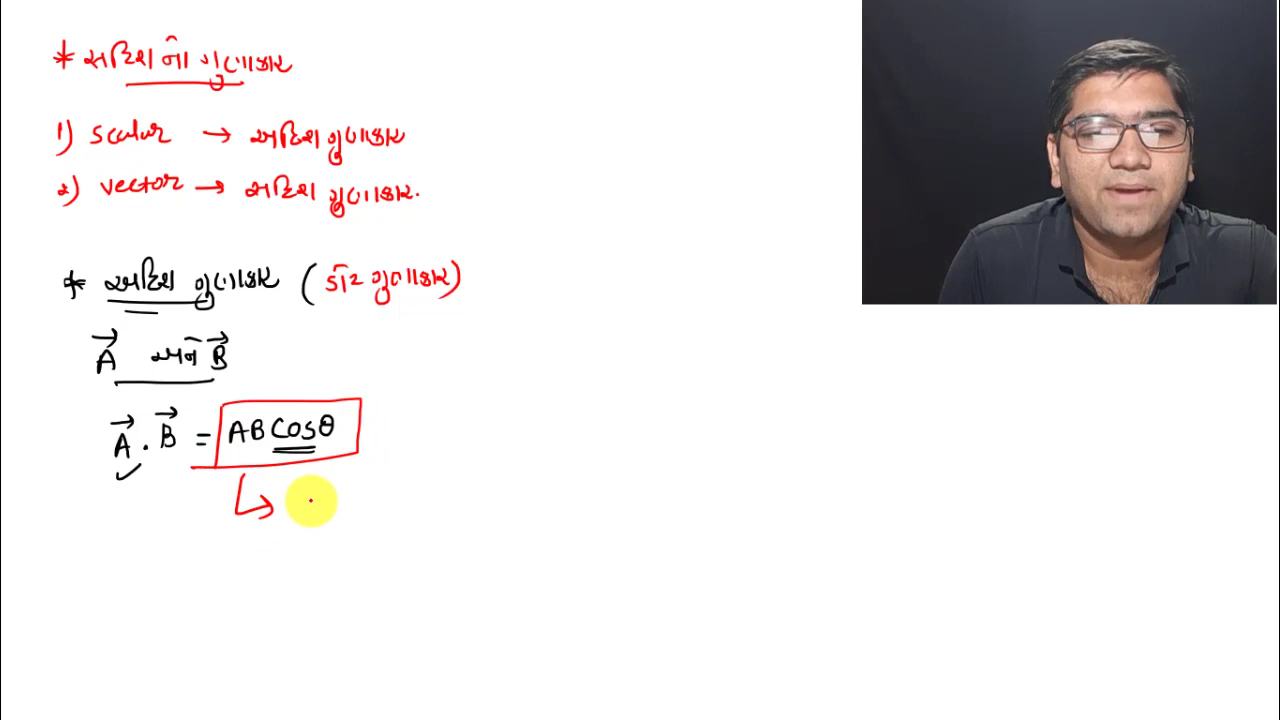 * સદિશ નો ગુણાકાર
1) scalar → અદિશ ગુણાકાર
2) vector → સદિશ ગુણાકાર.
* અદિશ ગુણાકાર (ડોટ ગુણાકાર)
A⃗ અને B⃗
A⃗ . B⃗ = AB Cosθ